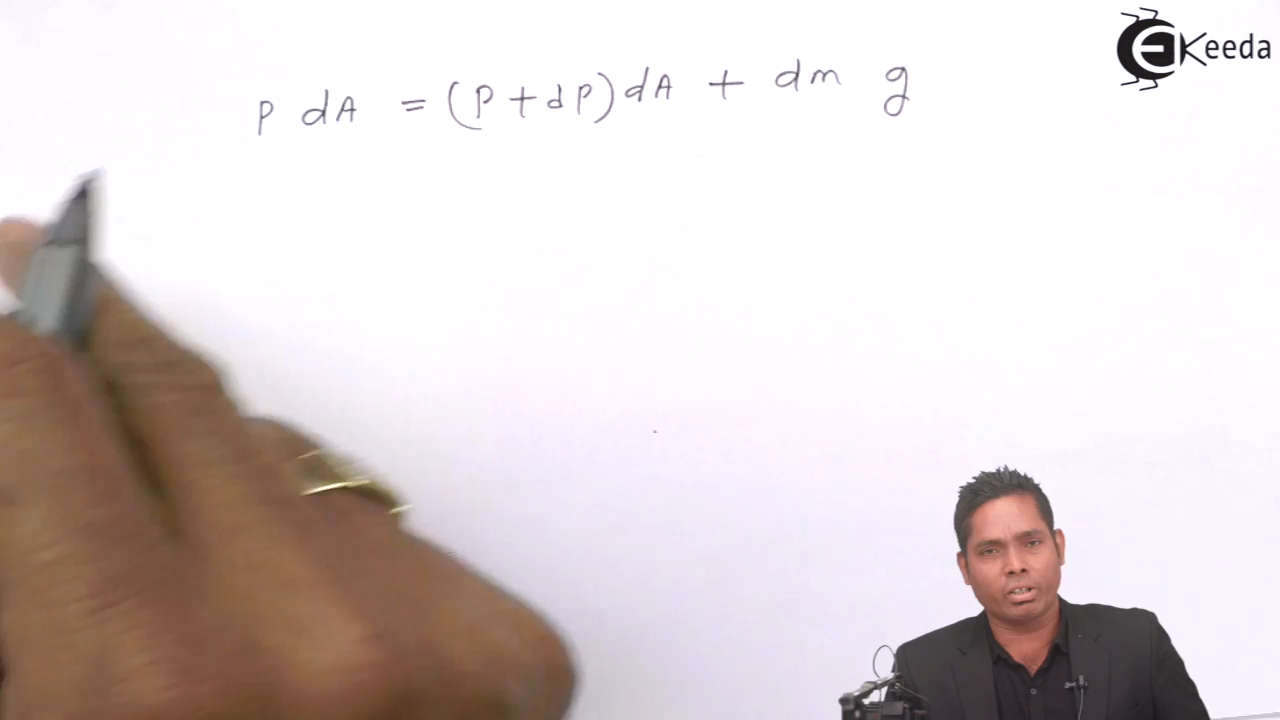 EKeeda
P dA = (P + dP) dA + dm g